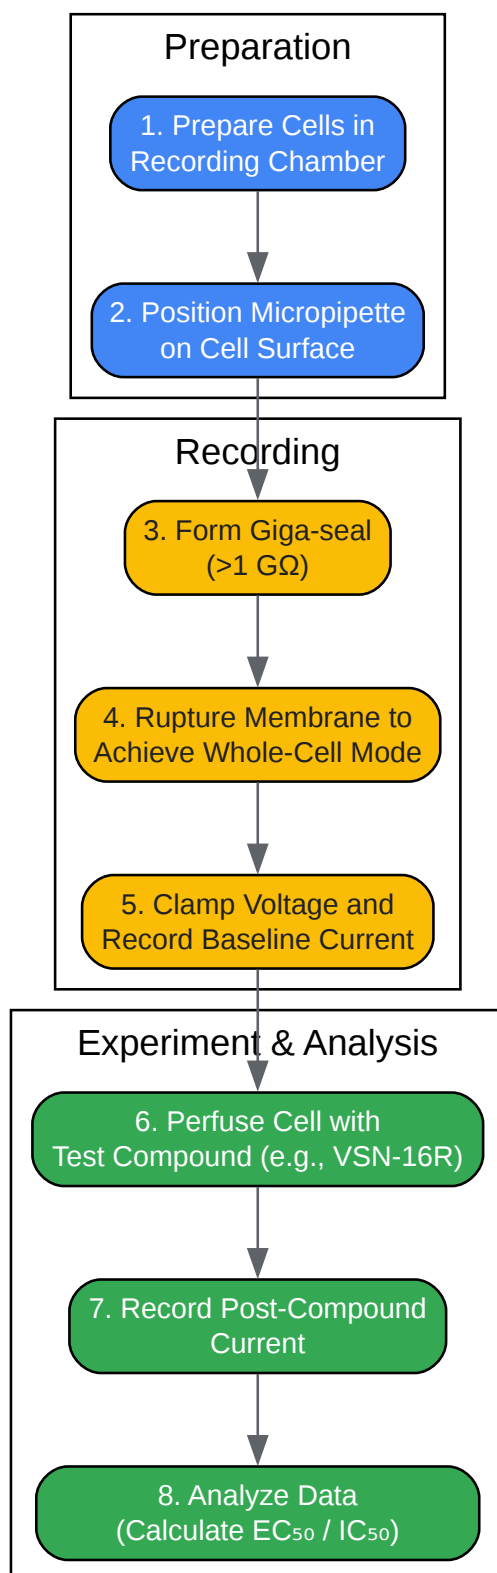 Preparation
1. Prepare Cells in
Recording Chamber
2. Position Micropipette
on Cell Surface
Recording
3. Form Giga-seal
(>1 GΩ)
4. Rupture Membrane to
Achieve Whole-Cell Mode
5. Clamp Voltage and
Record Baseline Current
Experiment & Analysis
6. Perfuse Cell with
Test Compound (e.g., VSN-16R)
7. Record Post-Compound
Current
8. Analyze Data
(Calculate EC₅₀ / IC₅₀)